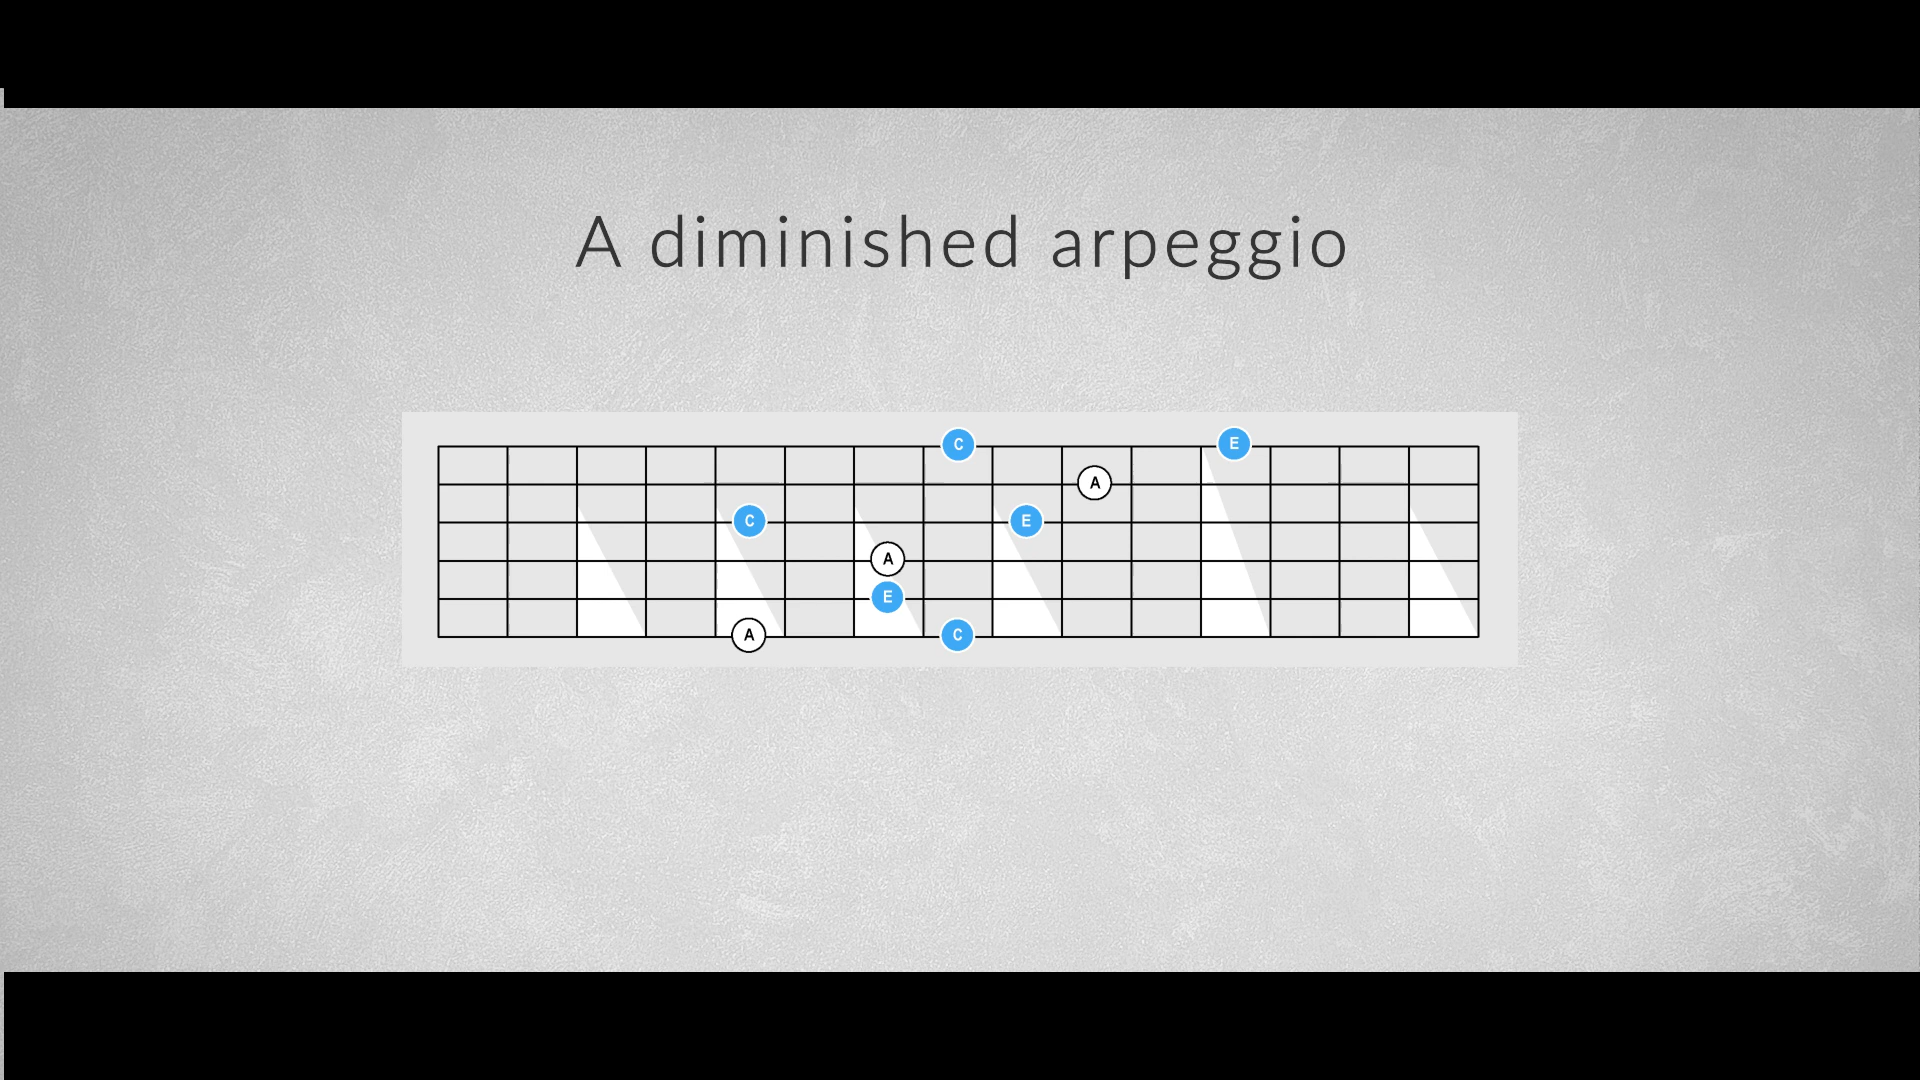 A diminished arpeggio
C E
A
C E
A
E
A C